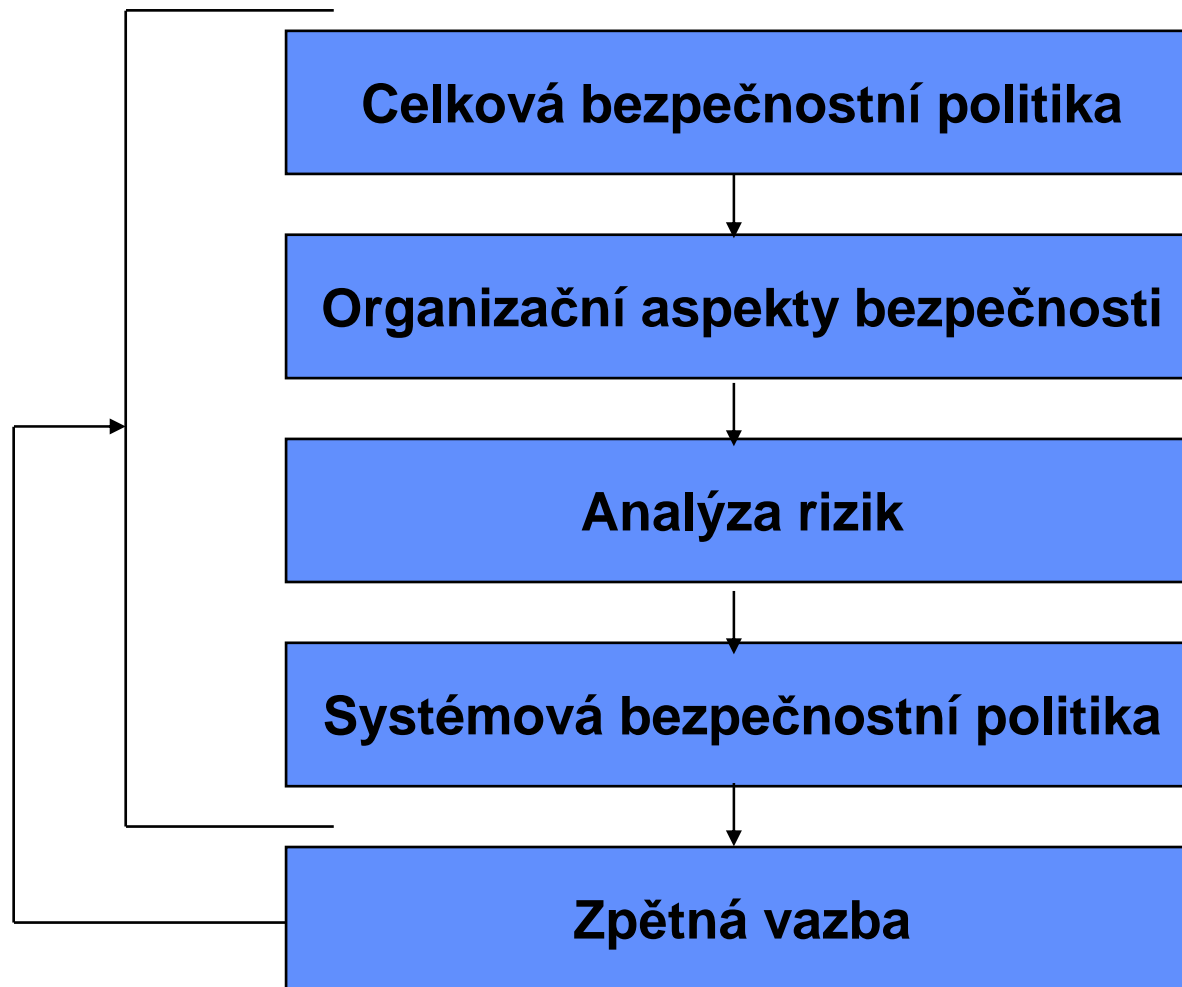 Celková bezpečnostní politika
Organizační aspekty bezpečnosti
Analýza rizik
Systémová bezpečnostní politika
Zpětná vazba